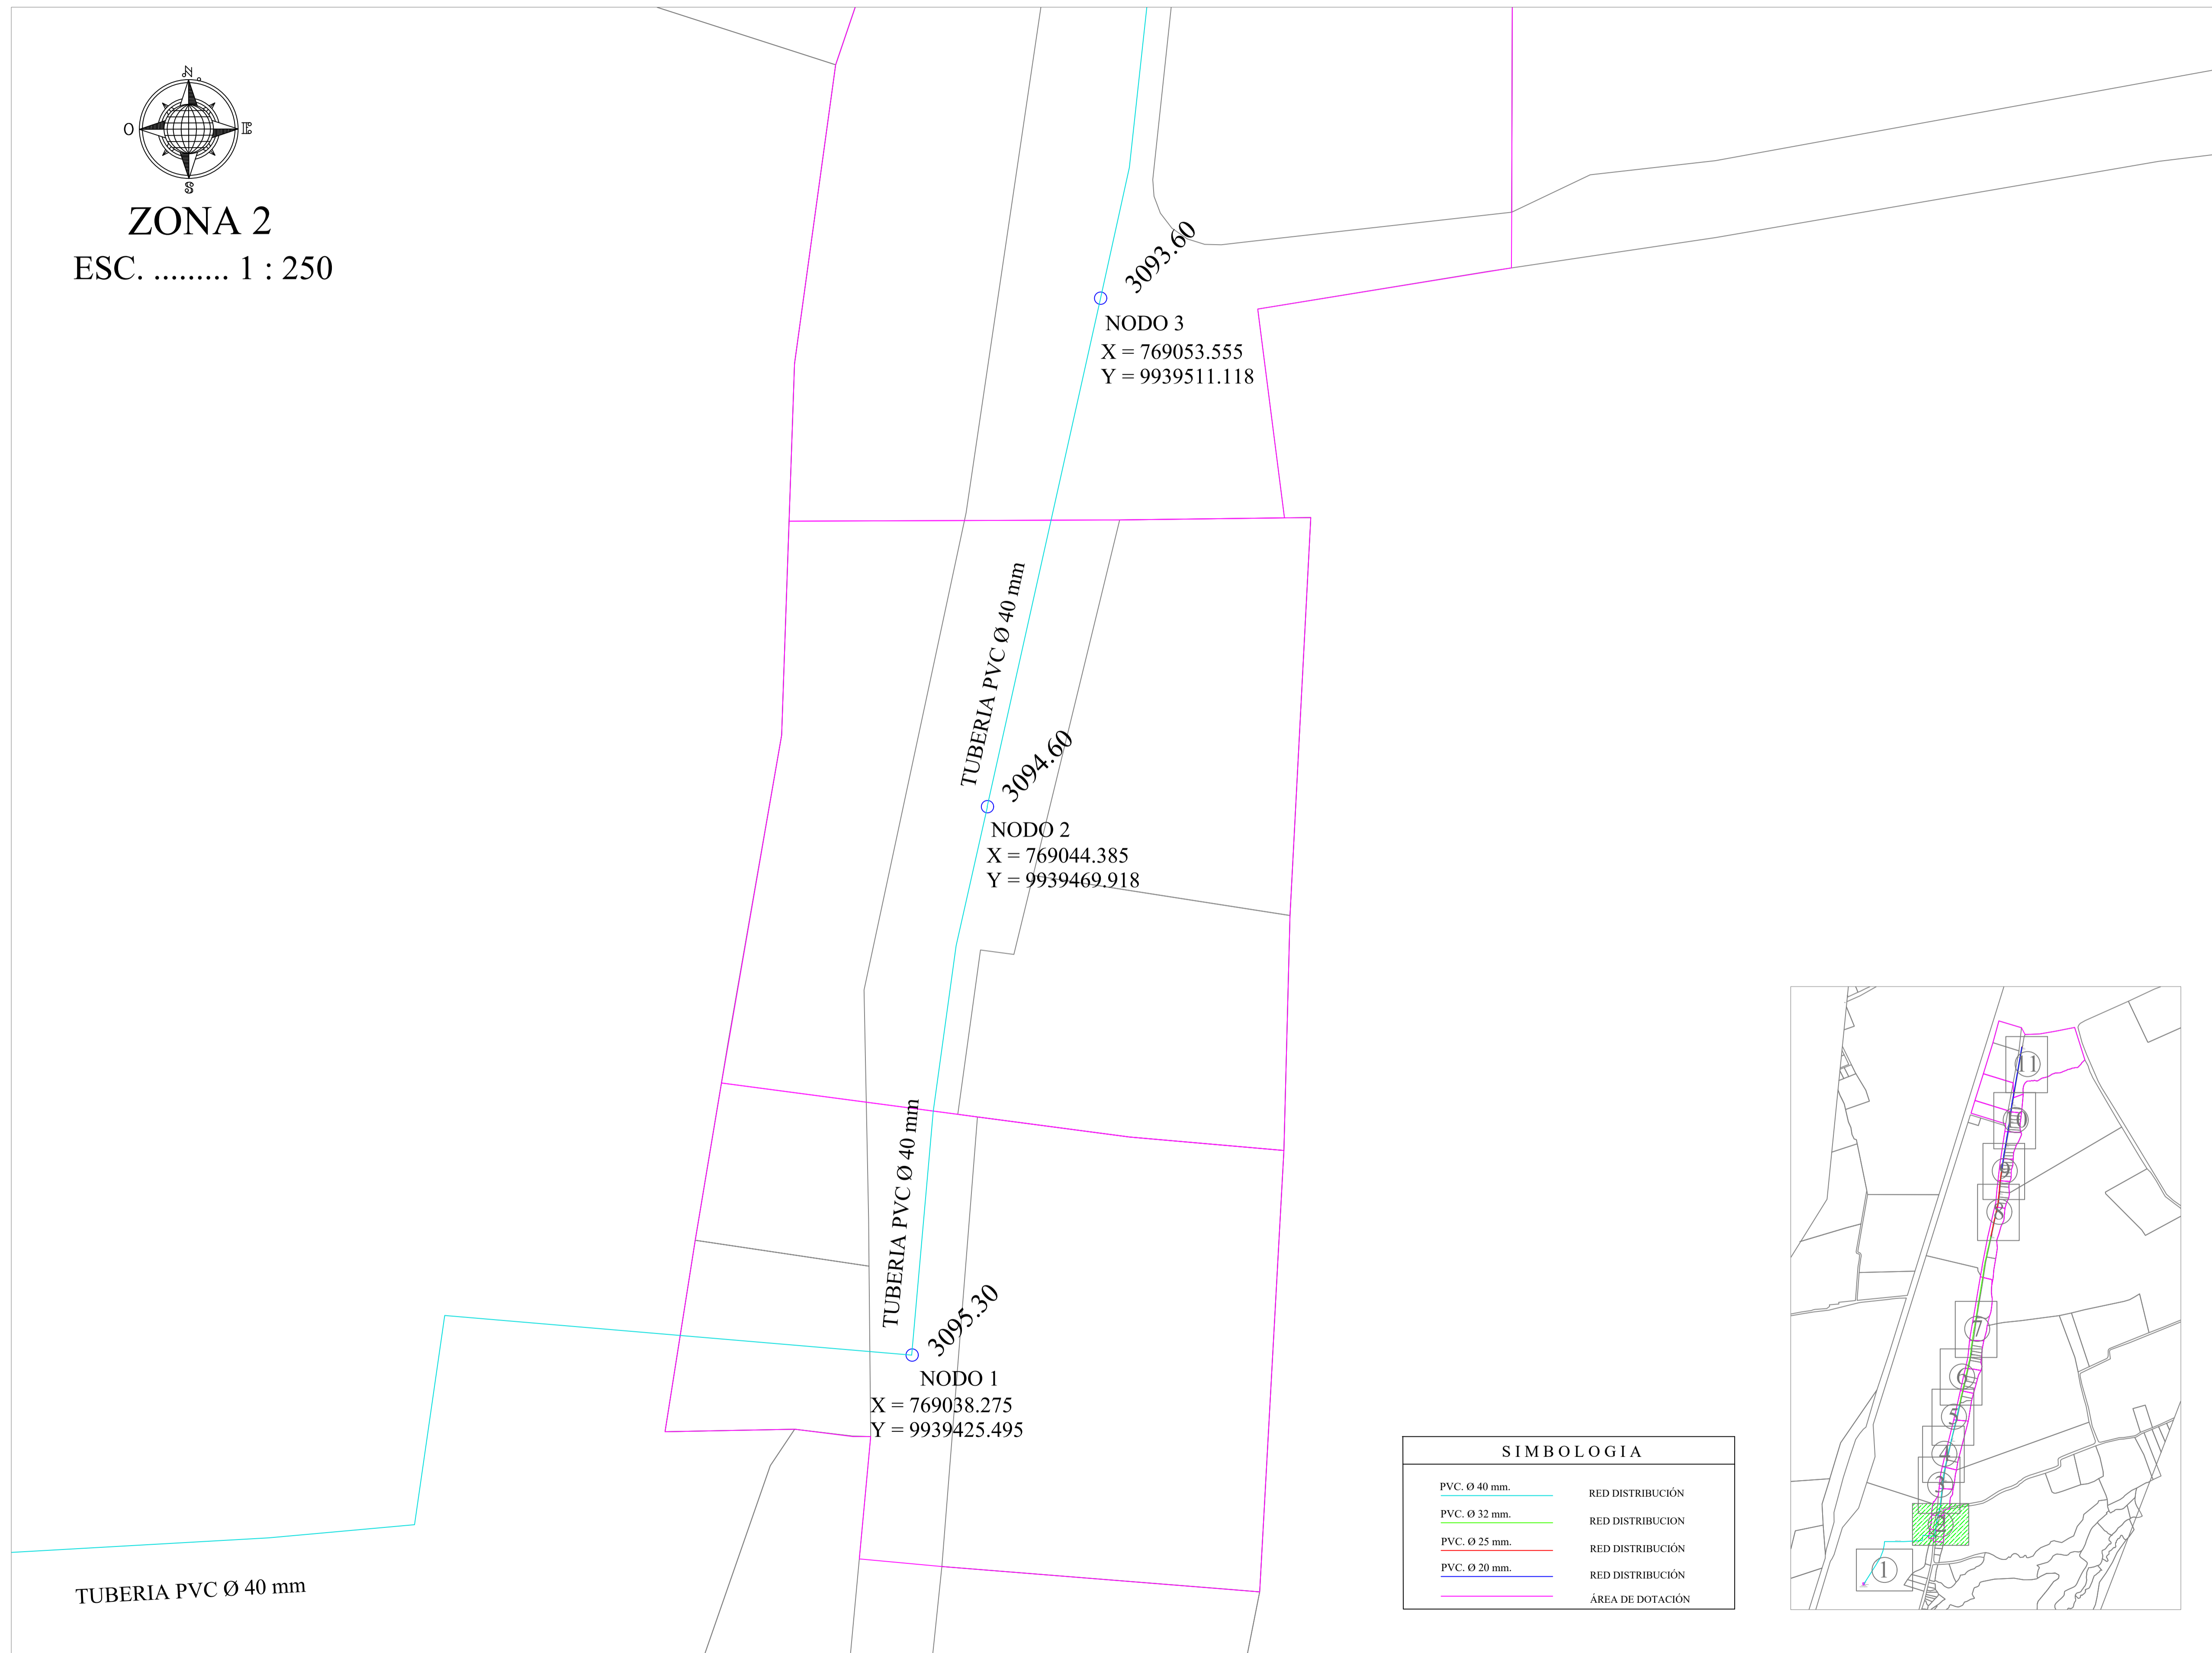 N
O
E
S
ZONA 2
ESC. ......... 1 : 250
3093.60
NODO 3
X = 769053.555
Y = 9939511.118
TUBERIA PVC Ø 40 mm
3094.60
NODO 2
X = 769044.385
Y = 9939469.918
TUBERIA PVC Ø 40 mm
3095.30
NODO 1
X = 769038.275
Y = 9939425.495
TUBERIA PVC Ø 40 mm
SIMBOLOGIA
PVC. Ø 40 mm. RED DISTRIBUCIÓN
PVC. Ø 32 mm. RED DISTRIBUCION
PVC. Ø 25 mm. RED DISTRIBUCIÓN
PVC. Ø 20 mm. RED DISTRIBUCIÓN
ÁREA DE DOTACIÓN
11
10
9
8
7
6
5
4
3
2
1